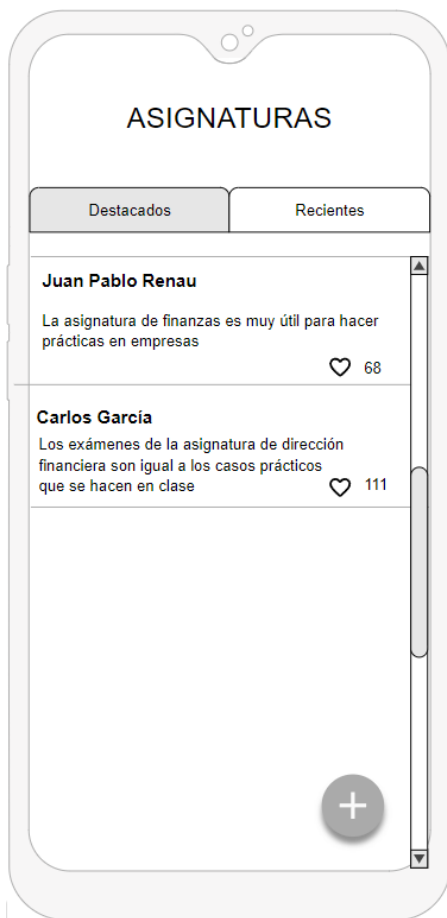 ASIGNATURAS
Destacados
Recientes
Juan Pablo Renau
La asignatura de finanzas es muy útil para hacer
prácticas en empresas
68
Carlos García
Los exámenes de la asignatura de dirección
financiera son igual a los casos prácticos
que se hacen en clase
111